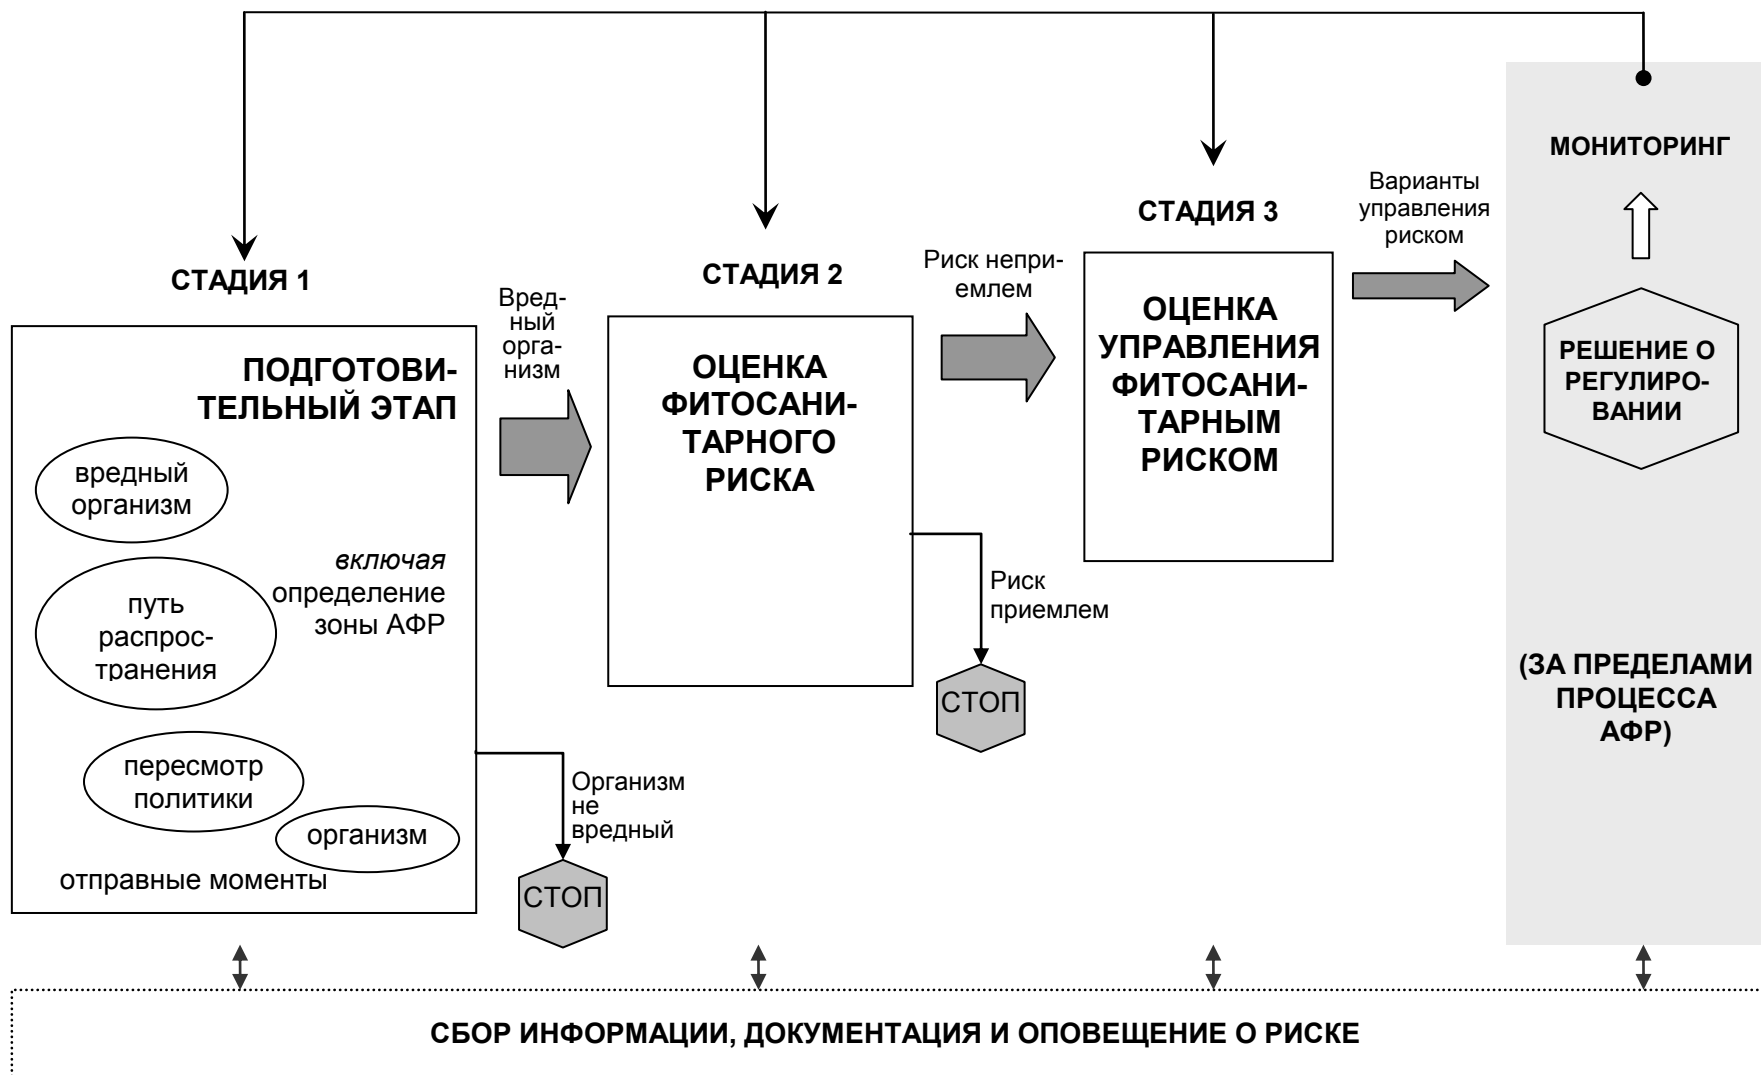 СТАДИЯ 1
ПОДГОТОВИ-
ТЕЛЬНЫЙ ЭТАП
вредный
организм
включая
определение
зоны АФР
путь
распрос-
транения
пересмотр
политики
организм
отправные моменты
Вред-
ный
орга-
низм
Организм
не
вредный
СТОП
СТАДИЯ 2
ОЦЕНКА
ФИТОСАНИ-
ТАРНОГО
РИСКА
Риск непри-
емлем
Риск
приемлем
СТОП
СТАДИЯ 3
ОЦЕНКА
УПРАВЛЕНИЯ
ФИТОСАНИ-
ТАРНЫМ
РИСКОМ
Варианты
управления
риском
МОНИТОРИНГ
РЕШЕНИЕ О
РЕГУЛИРО-
ВАНИИ
(ЗА ПРЕДЕЛАМИ
ПРОЦЕССА
АФР)
СБОР ИНФОРМАЦИИ, ДОКУМЕНТАЦИЯ И ОПОВЕЩЕНИЕ О РИСКЕ